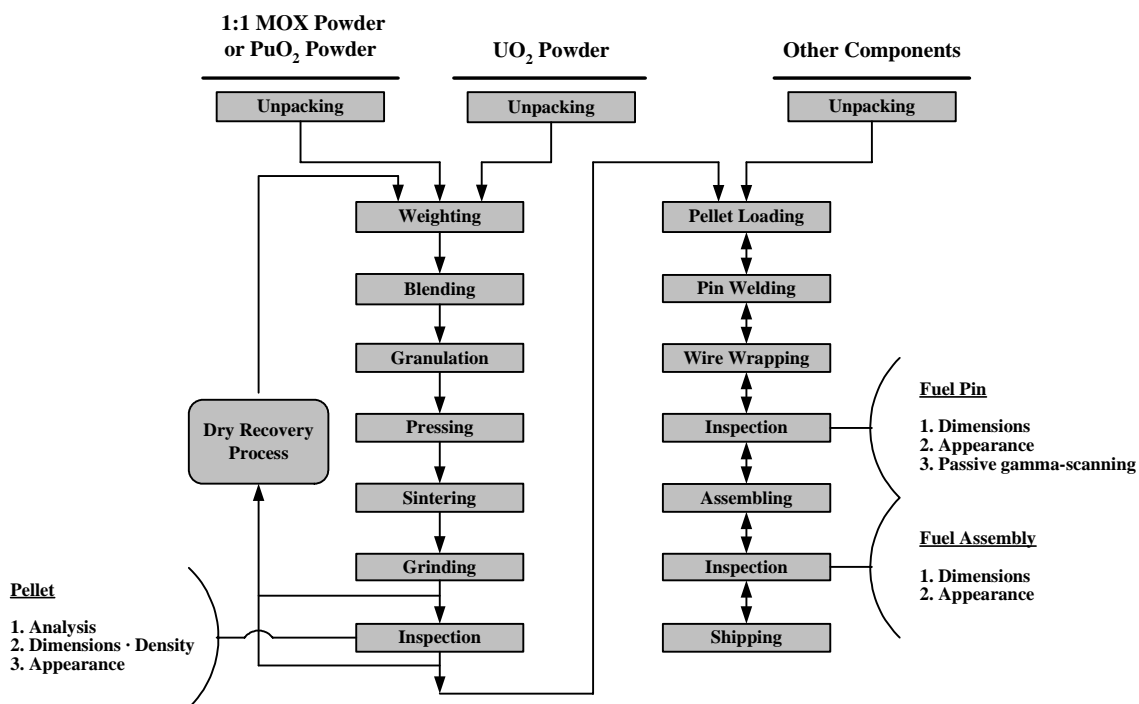 1:1 MOX Powder
or PuO₂ Powder
UO₂ Powder
Other Components
Unpacking
Unpacking
Unpacking
Weighting
Blending
Granulation
Pressing
Sintering
Grinding
Inspection
Dry Recovery
Process
Pellet
1. Analysis
2. Dimensions · Density
3. Appearance
Pellet Loading
Pin Welding
Wire Wrapping
Inspection
Assembling
Inspection
Shipping
Fuel Pin
1. Dimensions
2. Appearance
3. Passive gamma-scanning
Fuel Assembly
1. Dimensions
2. Appearance